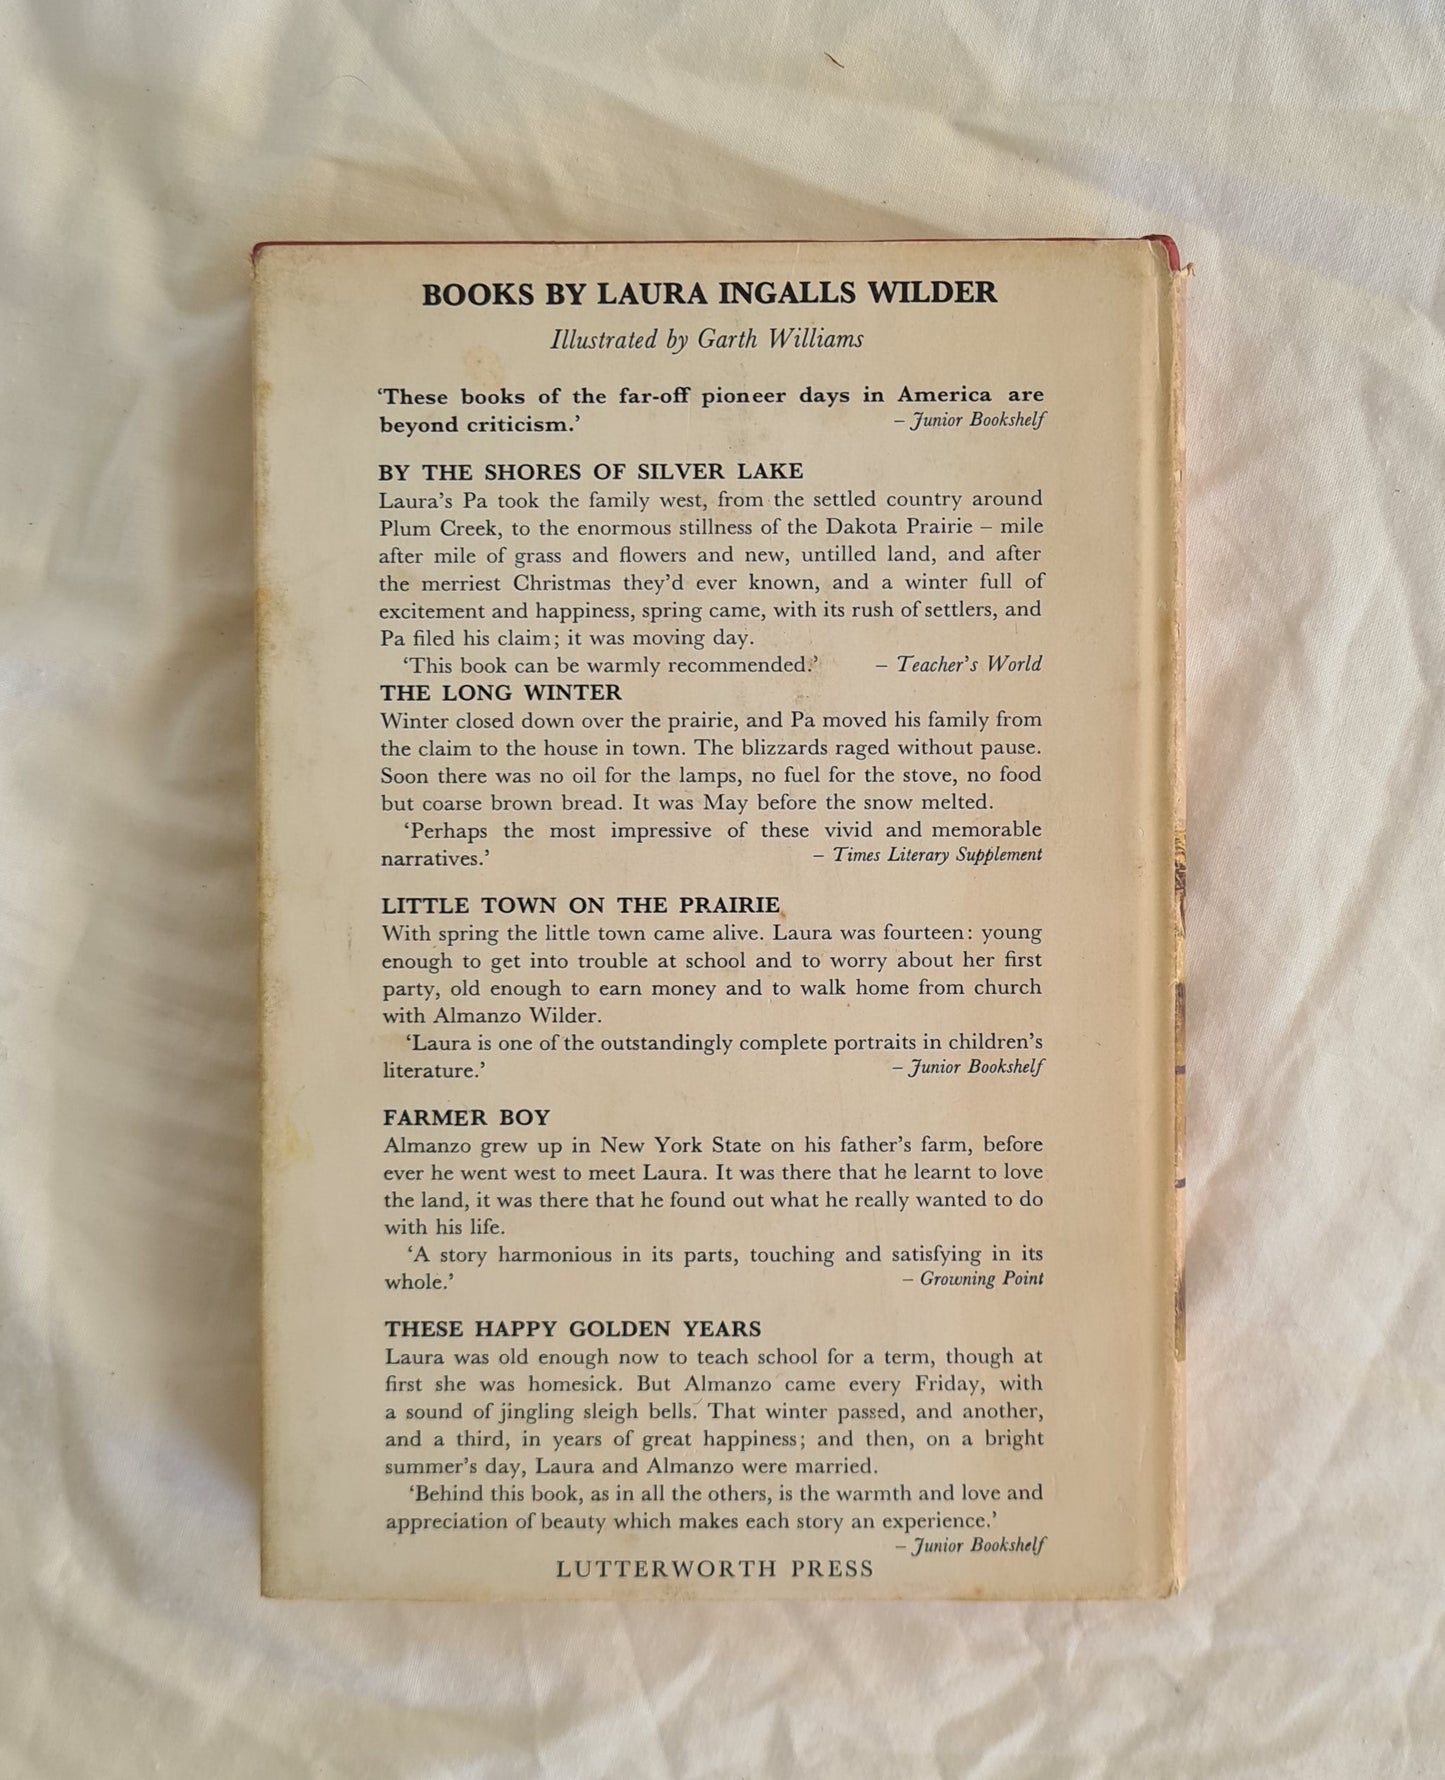 BOOKS BY LAURA INGALLS WILDER
Illustrated by Garth Williams
‘These books of the far-off pioneer days in America are
beyond criticism.’ – Junior Bookshelf
BY THE SHORES OF SILVER LAKE
Laura’s Pa took the family west, from the settled country around
Plum Creek, to the enormous stillness of the Dakota Prairie – mile
after mile of grass and flowers and new, untilled land, and after
the merriest Christmas they’d ever known, and a winter full of
excitement and happiness, spring came, with its rush of settlers, and
Pa filed his claim; it was moving day.
‘This book can be warmly recommended.’ – Teacher’s World
THE LONG WINTER
Winter closed down over the prairie, and Pa moved his family from
the claim to the house in town. The blizzards raged without pause.
Soon there was no oil for the lamps, no fuel for the stove, no food
but coarse brown bread. It was May before the snow melted.
‘Perhaps the most impressive of these vivid and memorable
narratives.’ – Times Literary Supplement
LITTLE TOWN ON THE PRAIRIE
With spring the little town came alive. Laura was fourteen: young
enough to get into trouble at school and to worry about her first
party, old enough to earn money and to walk home from church
with Almanzo Wilder.
‘Laura is one of the outstandingly complete portraits in children’s
literature.’ – Junior Bookshelf
FARMER BOY
Almanzo grew up in New York State on his father’s farm, before
ever he went west to meet Laura. It was there that he learnt to love
the land, it was there that he found out what he really wanted to do
with his life.
‘A story harmonious in its parts, touching and satisfying in its
whole.’ – Growning Point
THESE HAPPY GOLDEN YEARS
Laura was old enough now to teach school for a term, though at
first she was homesick. But Almanzo came every Friday, with
a sound of jingling sleigh bells. That winter passed, and another,
and a third, in years of great happiness; and then, on a bright
summer’s day, Laura and Almanzo were married.
‘Behind this book, as in all the others, is the warmth and love and
appreciation of beauty which makes each story an experience.’
– Junior Bookshelf
LUTTERWORTH PRESS